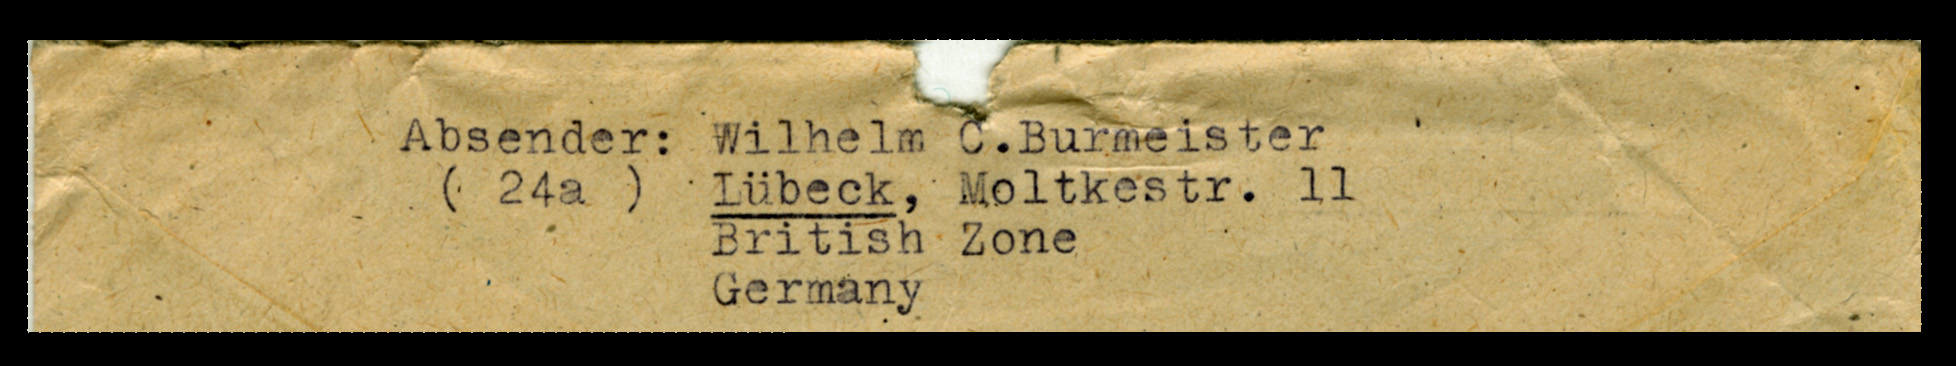 Absender: Wilhelm C.Burmeister
( 24a ) Lübeck, Moltkestr. 11
British Zone
Germany